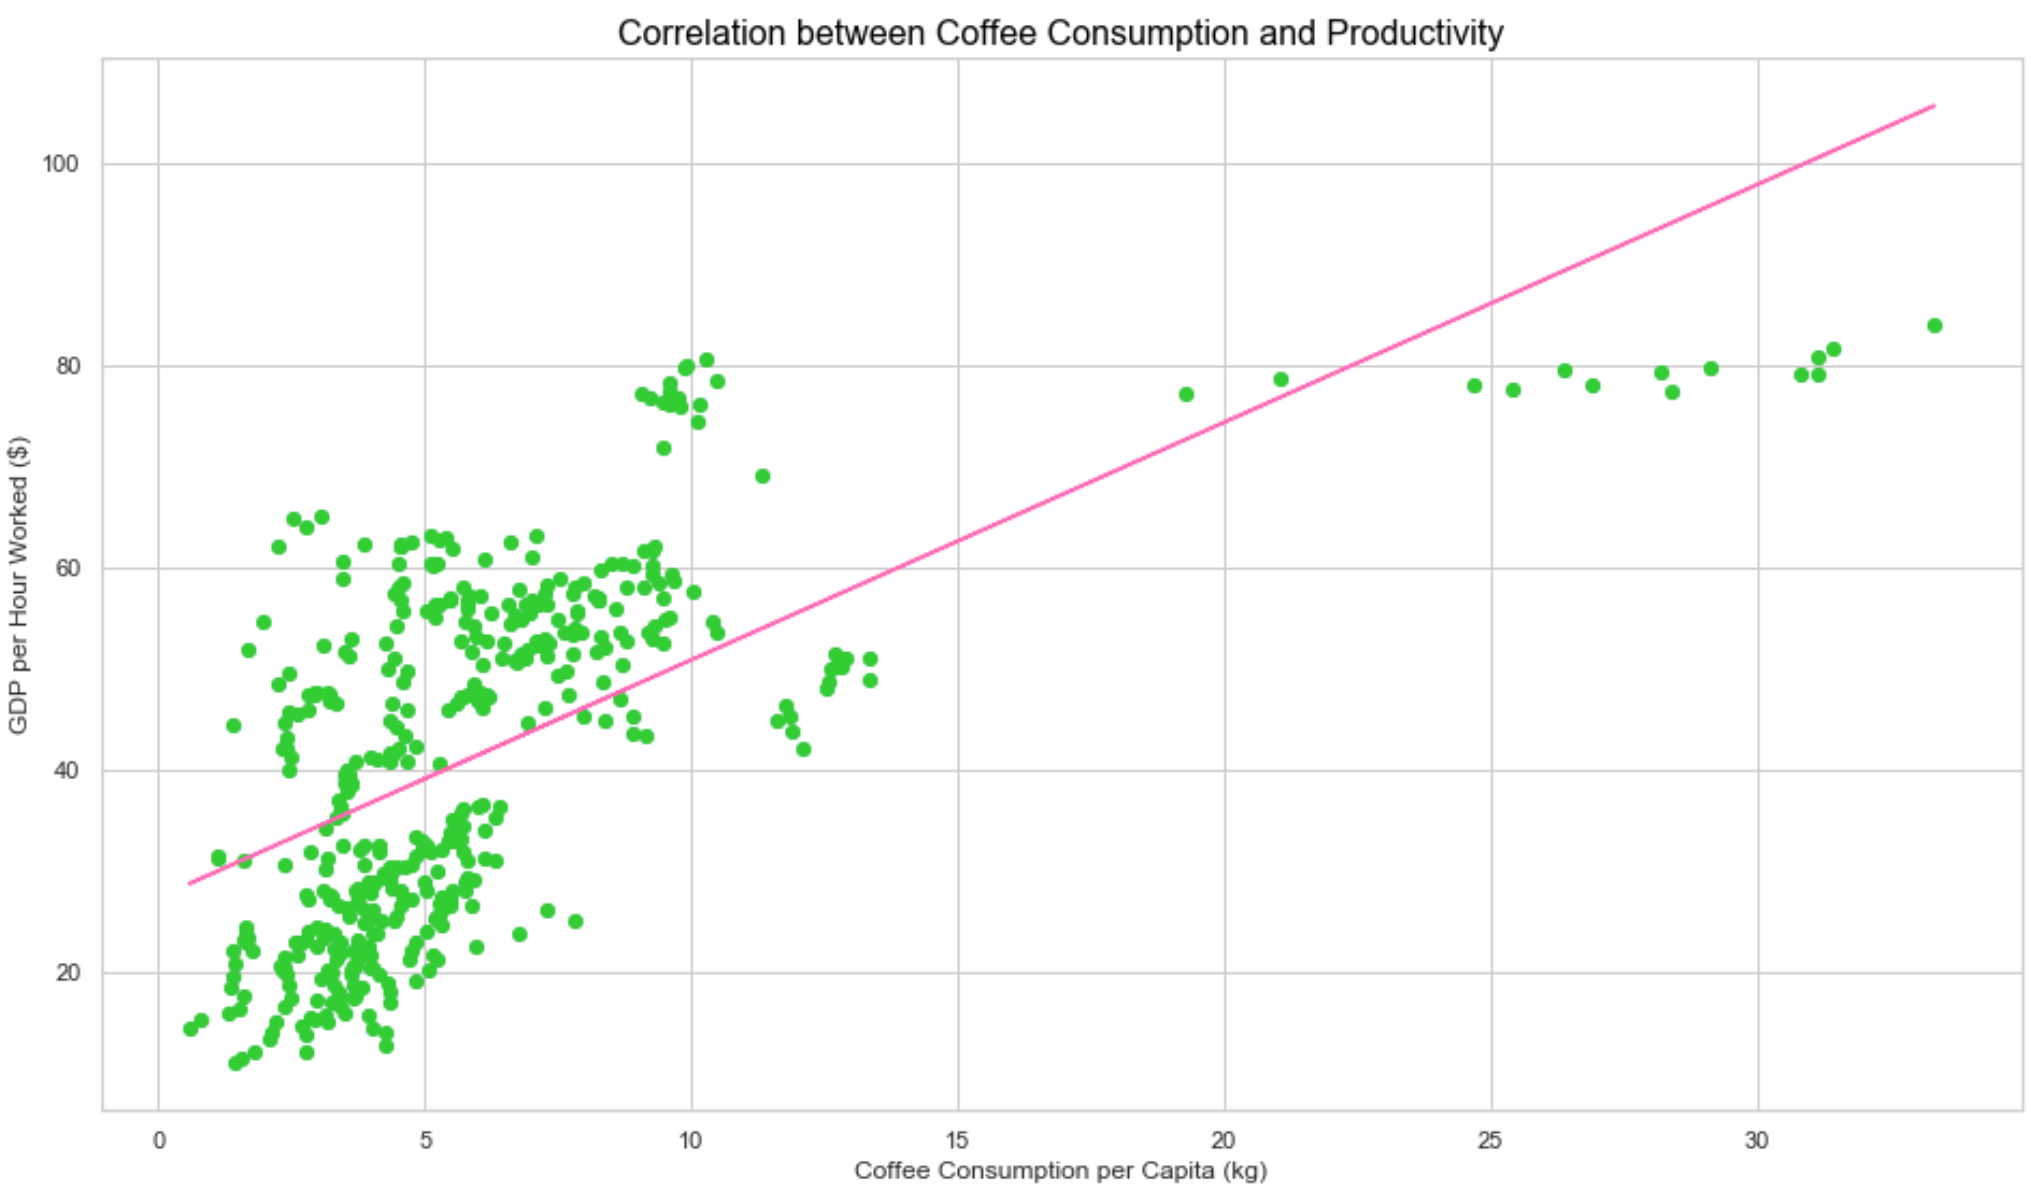 Correlation between Coffee Consumption and Productivity
GDP per Hour Worked ($)
100
80
60
40
20
0 5 10 15 20 25 30
Coffee Consumption per Capita (kg)